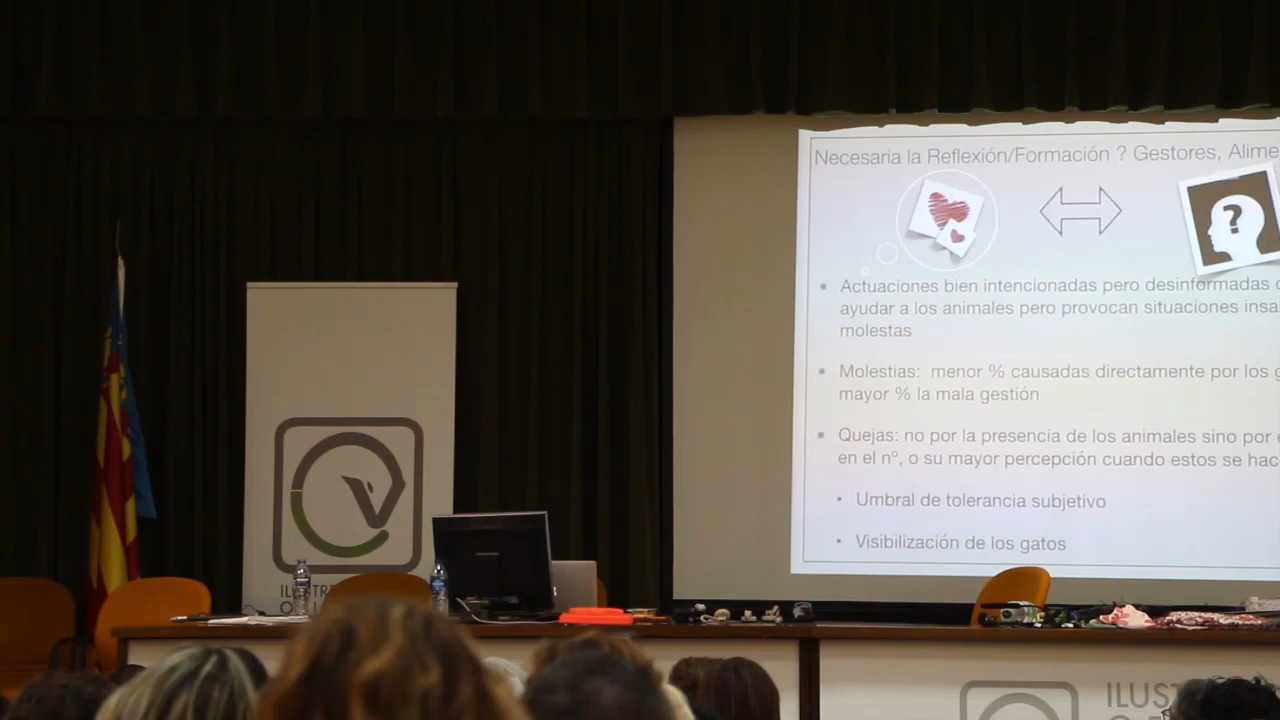 Necesaria la Reflexión/Formación ? Gestores, Alime
?
• Actuaciones bien intencionadas pero desinformadas
ayudar a los animales pero provocan situaciones insa
molestas
• Molestias: menor % causadas directamente por los
mayor % la mala gestión
• Quejas: no por la presencia de los animales sino por
en el nº, o su mayor percepción cuando estos se hac
• Umbral de tolerancia subjetivo
• Visibilización de los gatos
ILUST